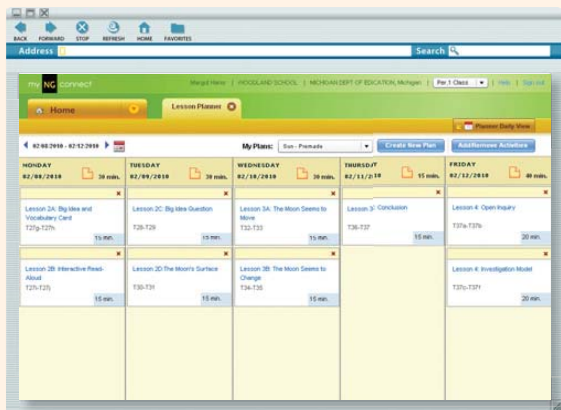 BACK FORWARD STOP REFRESH HOME FAVORITES
Address Search
my NG connect Margot Hanis | WOODLAND SCHOOL | MICHIGAN DEPT OF EDUCATION, Michigan | Per.1 Class | Help | Sign out
Home Lesson Planner
Planner Daily View
02/08/2010 - 02/12/2010 My Plans: Sun - Premade Create New Plan Add/Remove Activities
MONDAY TUESDAY WEDNESDAY THURSDAY FRIDAY
02/08/2010 30 min. 02/09/2010 30 min. 02/10/2010 30 min. 02/11/2010 15 min. 02/12/2010 40 min.
Lesson 2A: Big Idea and
Vocabulary Card
T27g-T27h
15 min.
Lesson 2C: Big Idea Question
T28-T29
15 min.
Lesson 3A: The Moon Seems to
Move
T32-T33
15 min.
Conclusion
T36-T37
15 min.
Lesson 4: Open Inquiry
T37a-T37b
20 min.
Lesson 2B: Interactive Read-
Aloud
T27i-T27j
15 min.
Lesson 2D:The Moon's Surface
T30-T31
15 min.
Lesson 3B: The Moon Seems to
Change
T34-T35
15 min.
Lesson 4: Investigation Model
20 min.